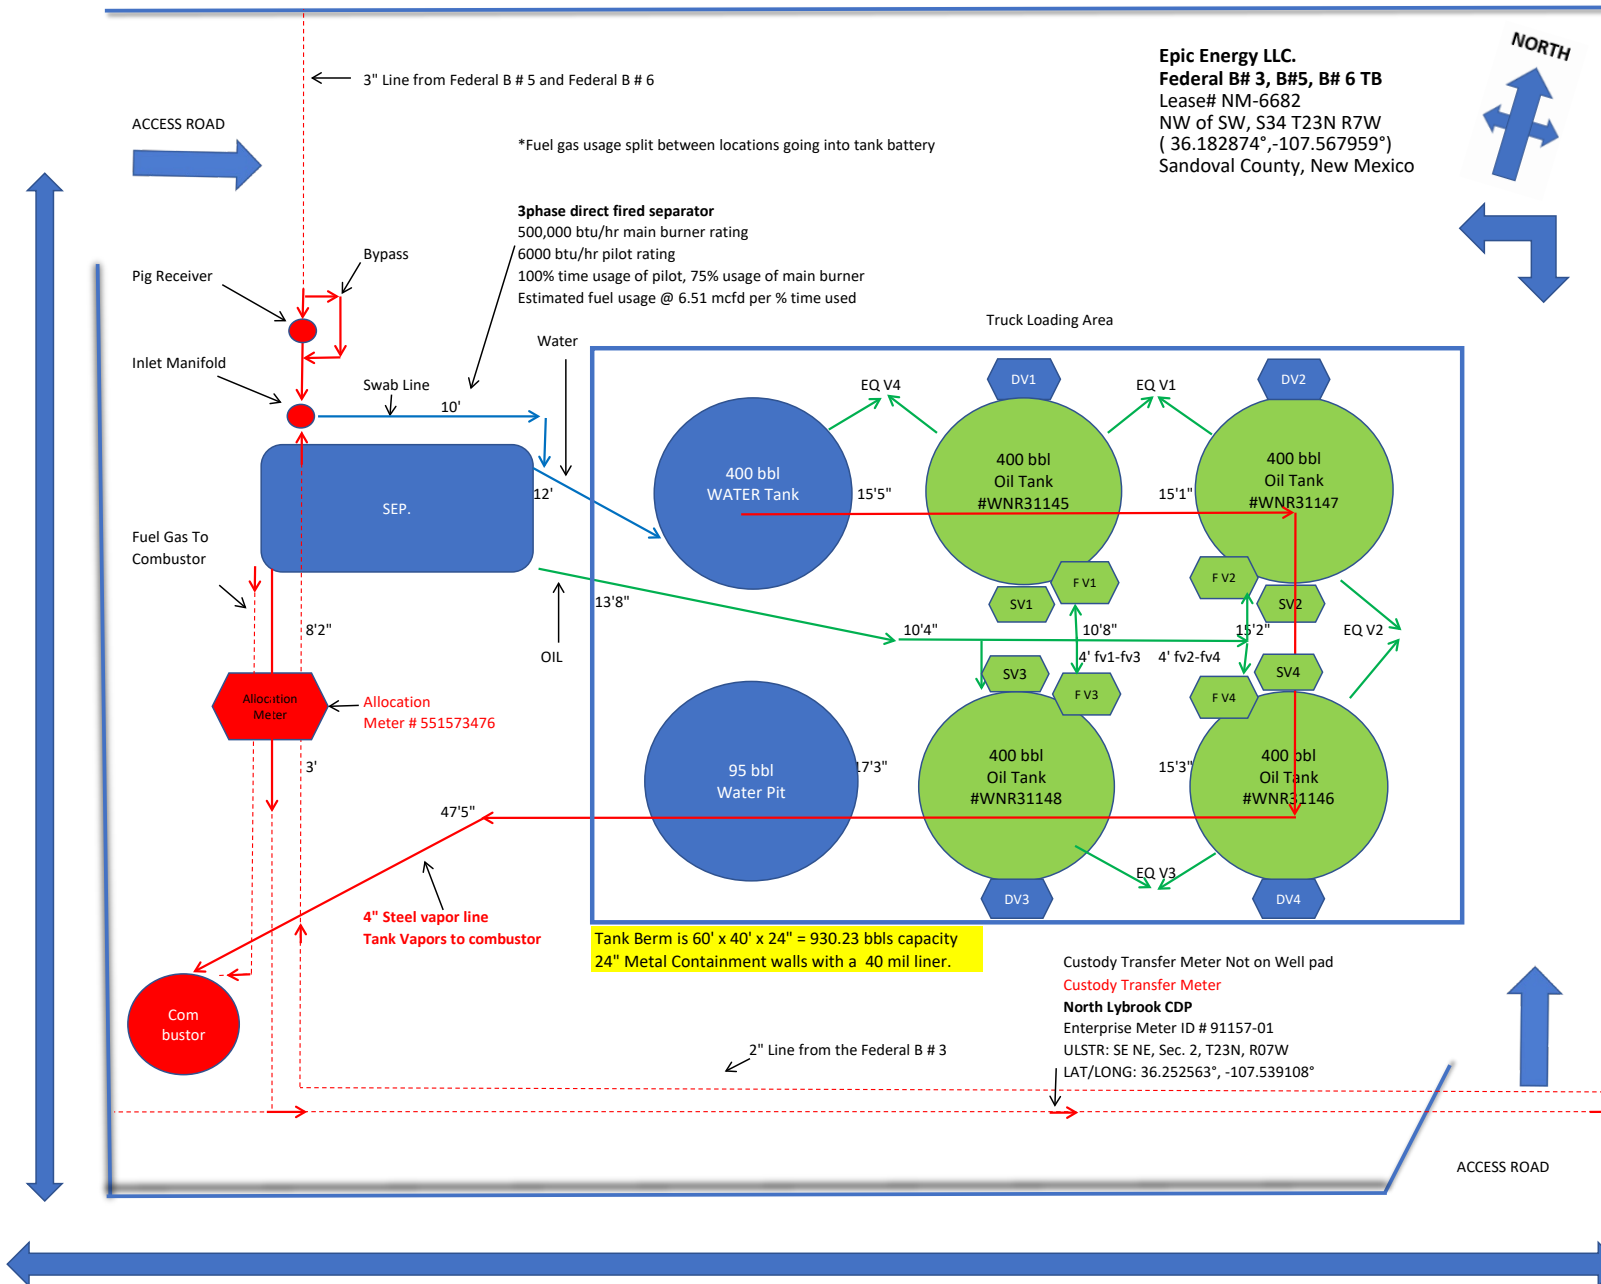 NORTH
Epic Energy LLC.
Federal B# 3, B#5, B# 6 TB
Lease# NM-6682
NW of SW, S34 T23N R7W
( 36.182874°,-107.567959°)
Sandoval County, New Mexico
3" Line from Federal B # 5 and Federal B # 6
ACCESS ROAD
*Fuel gas usage split between locations going into tank battery
3phase direct fired separator
500,000 btu/hr main burner rating
6000 btu/hr pilot rating
100% time usage of pilot, 75% usage of main burner
Estimated fuel usage @ 6.51 mcfd per % time used
Bypass
Pig Receiver
Inlet Manifold
Swab Line
10'
Water
Truck Loading Area
EQ V4
DV1
EQ V1
DV2
400 bbl
WATER Tank
15'5"
400 bbl
Oil Tank
#WNR31145
15'1"
400 bbl
Oil Tank
#WNR31147
12'
SEP.
Fuel Gas To
Combustor
F V1
F V2
SV1
SV2
13'8"
8'2"
OIL
10'4"
10'8"
15'2"
EQ V2
4' fv1-fv3
4' fv2-fv4
SV3
SV4
F V3
F V4
Allocation
Meter
Allocation
Meter # 551573476
3'
95 bbl
Water Pit
17'3"
400 bbl
Oil Tank
#WNR31148
15'3"
400 bbl
Oil Tank
#WNR31146
47'5"
EQ V3
DV3
DV4
4" Steel vapor line
Tank Vapors to combustor
Tank Berm is 60' x 40' x 24" = 930.23 bbls capacity
24" Metal Containment walls with a  40 mil liner.
Com
bustor
Custody Transfer Meter Not on Well pad
Custody Transfer Meter
North Lybrook CDP
Enterprise Meter ID # 91157-01
ULSTR: SE NE, Sec. 2, T23N, R07W
LAT/LONG: 36.252563°, -107.539108°
2" Line from the Federal B # 3
ACCESS ROAD